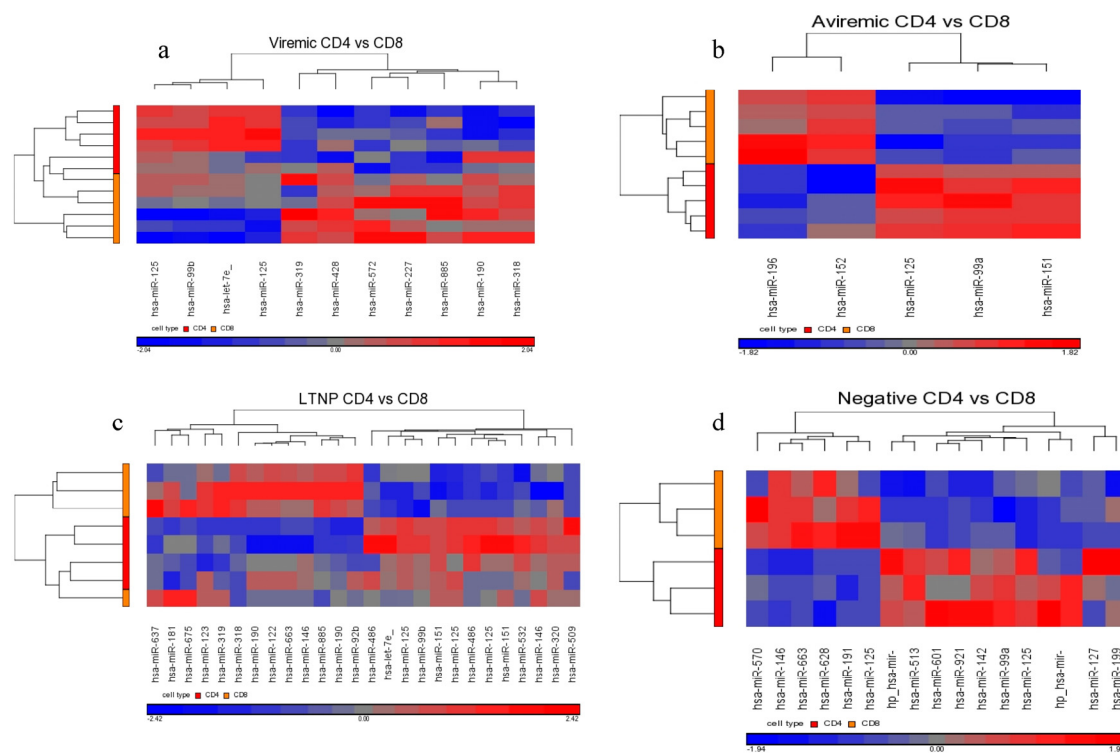 a
Viremic CD4 vs CD8
hsa-miR-125
hsa-miR-99b
hsa-let-7e_
hsa-miR-125
hsa-miR-319
hsa-miR-428
hsa-miR-572
hsa-miR-227
hsa-miR-885
hsa-miR-190
hsa-miR-318
cell type CD4 CD8
-2.04 0.00 2.04
b
Aviremic CD4 vs CD8
hsa-miR-196
hsa-miR-152
hsa-miR-125
hsa-miR-99a
hsa-miR-151
cell type CD4 CD8
-1.82 0.00 1.82
c
LTNP CD4 vs CD8
hsa-miR-637
hsa-miR-181
hsa-miR-675
hsa-miR-123
hsa-miR-319
hsa-miR-318
hsa-miR-190
hsa-miR-122
hsa-miR-663
hsa-miR-146
hsa-miR-885
hsa-miR-190
hsa-miR-92b
hsa-miR-486
hsa-let-7e_
hsa-miR-125
hsa-miR-99b
hsa-miR-151
hsa-miR-125
hsa-miR-486
hsa-miR-125
hsa-miR-151
hsa-miR-532
hsa-miR-146
hsa-miR-320
hsa-miR-509
cell type CD4 CD8
-2.42 0.00 2.42
d
Negative CD4 vs CD8
hsa-miR-570
hsa-miR-146
hsa-miR-663
hsa-miR-628
hsa-miR-191
hsa-miR-125
hp_hsa-mir-
hsa-miR-513
hsa-miR-601
hsa-miR-921
hsa-miR-142
hsa-miR-99a
hsa-miR-125
hp_hsa-mir-
hsa-miR-127
hsa-miR-199
cell type CD4 CD8
-1.94 0.00 1.9